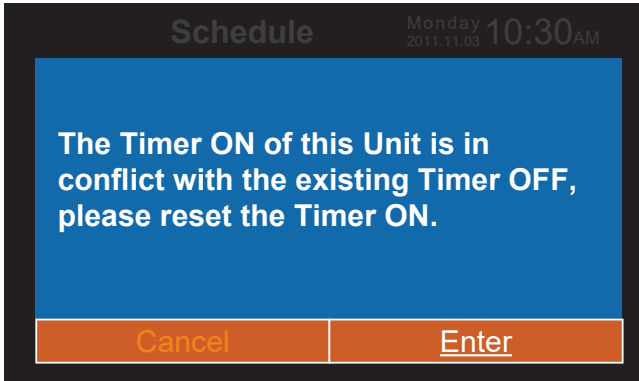 Schedule
Monday
2011.11.03 10:30AM
The Timer ON of this Unit is in
conflict with the existing Timer OFF,
please reset the Timer ON.
Cancel Enter